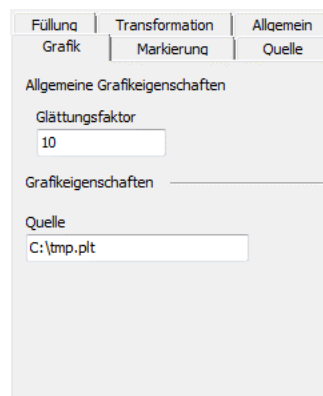 Füllung Transformation Allgemein
Grafik Markierung Quelle
Allgemeine Grafikeigenschaften
Glättungsfaktor
10
Grafikeigenschaften
Quelle
C:\tmp.plt